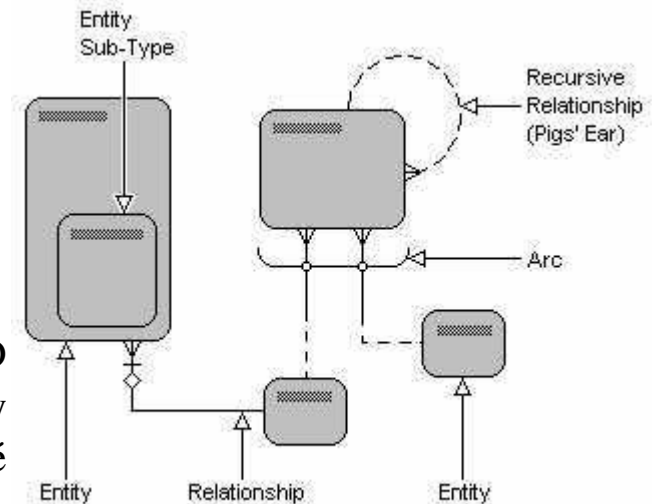 Entity
Sub-Type
Recursive
Relationship
(Pigs' Ear)
Arc
é
Entity
Relationship
Entity